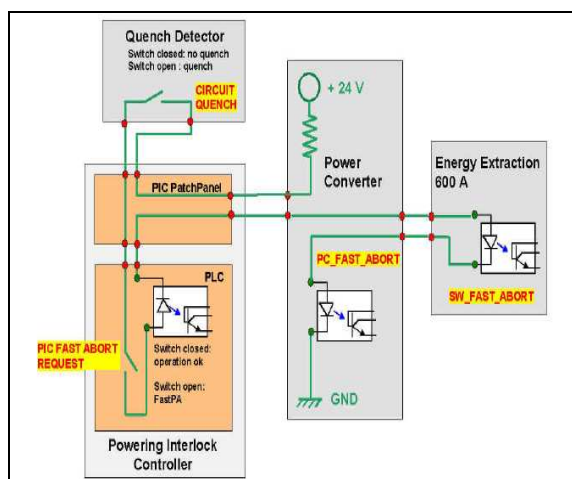 Quench Detector
Switch closed: no quench
Switch open : quench
CIRCUIT
QUENCH
+ 24 V
Power
Converter
Energy Extraction
600 A
PIC PatchPanel
PC_FAST_ABORT
SW_FAST_ABORT
PLC
PIC FAST ABORT
REQUEST
Switch closed:
operation ok
Switch open:
FastPA
GND
Powering Interlock
Controller